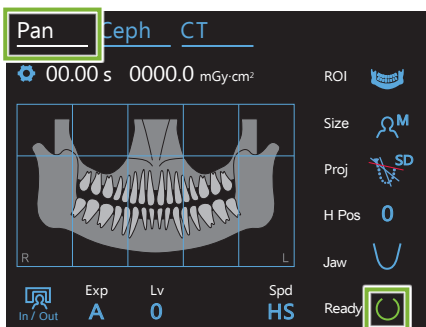 Pan Ceph CT
00.00 s 0000.0 mGy·cm²
ROI
Size M
Proj SD
H Pos 0
R L
Jaw
Exp Lv Spd
In / Out A 0 HS
Ready